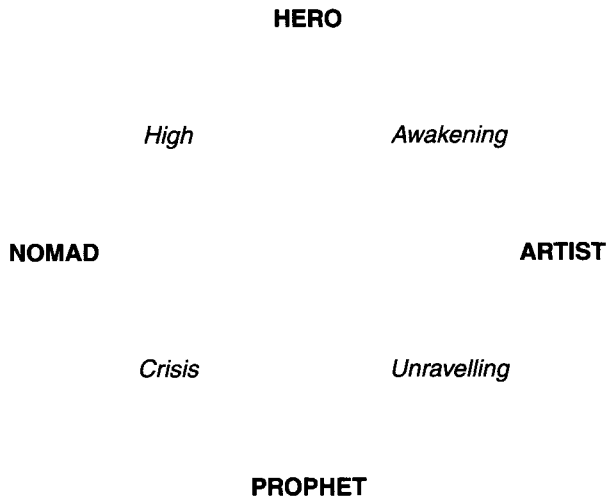 HERO
High Awakening
NOMAD ARTIST
Crisis Unravelling
PROPHET